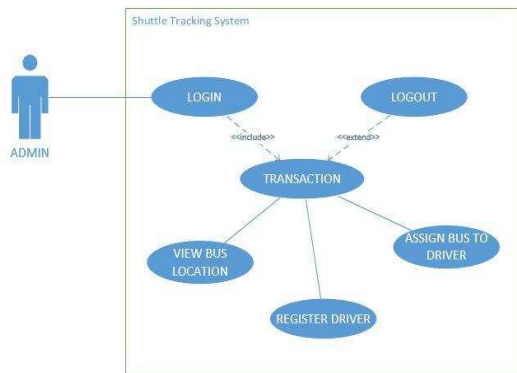 Shuttle Tracking System
LOGIN
LOGOUT
ADMIN
<<include>>
<<extend>>
TRANSACTION
VIEW BUS
LOCATION
ASSIGN BUS TO
DRIVER
REGISTER DRIVER